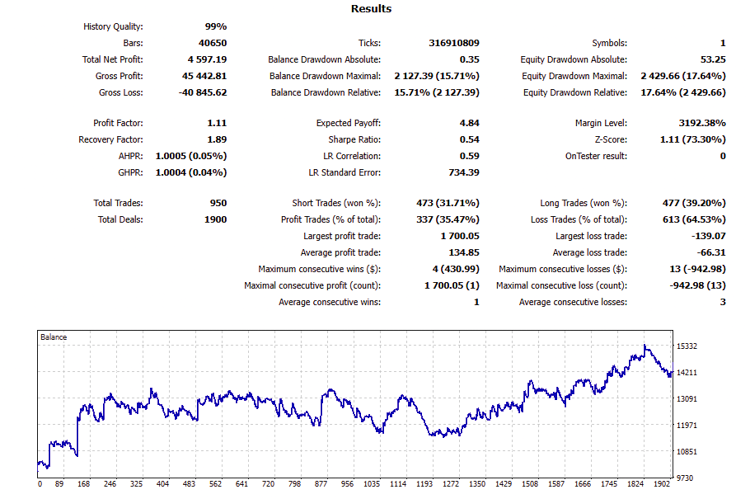 Results
History Quality: 99%
Bars: 40650 Ticks: 316910809 Symbols: 1
Total Net Profit: 4 597.19 Balance Drawdown Absolute: 0.35 Equity Drawdown Absolute: 53.25
Gross Profit: 45 442.81 Balance Drawdown Maximal: 2 127.39 (15.71%) Equity Drawdown Maximal: 2 429.66 (17.64%)
Gross Loss: -40 845.62 Balance Drawdown Relative: 15.71% (2 127.39) Equity Drawdown Relative: 17.64% (2 429.66)
Profit Factor: 1.11 Expected Payoff: 4.84 Margin Level: 3192.38%
Recovery Factor: 1.89 Sharpe Ratio: 0.54 Z-Score: 1.11 (73.30%)
AHPR: 1.0005 (0.05%) LR Correlation: 0.59 OnTester result: 0
GHPR: 1.0004 (0.04%) LR Standard Error: 734.39
Total Trades: 950 Short Trades (won %): 473 (31.71%) Long Trades (won %): 477 (39.20%)
Total Deals: 1900 Profit Trades (% of total): 337 (35.47%) Loss Trades (% of total): 613 (64.53%)
Largest profit trade: 1 700.05 Largest loss trade: -139.07
Average profit trade: 134.85 Average loss trade: -66.31
Maximum consecutive wins ($): 4 (430.99) Maximum consecutive losses ($): 13 (-942.98)
Maximal consecutive profit (count): 1 700.05 (1) Maximal consecutive loss (count): -942.98 (13)
Average consecutive wins: 1 Average consecutive losses: 3
Balance
15332
14211
13091
11971
10851
9730
0 89 168 246 325 404 483 562 641 720 798 877 956 1035 1114 1193 1272 1350 1429 1508 1587 1666 1745 1824 1902